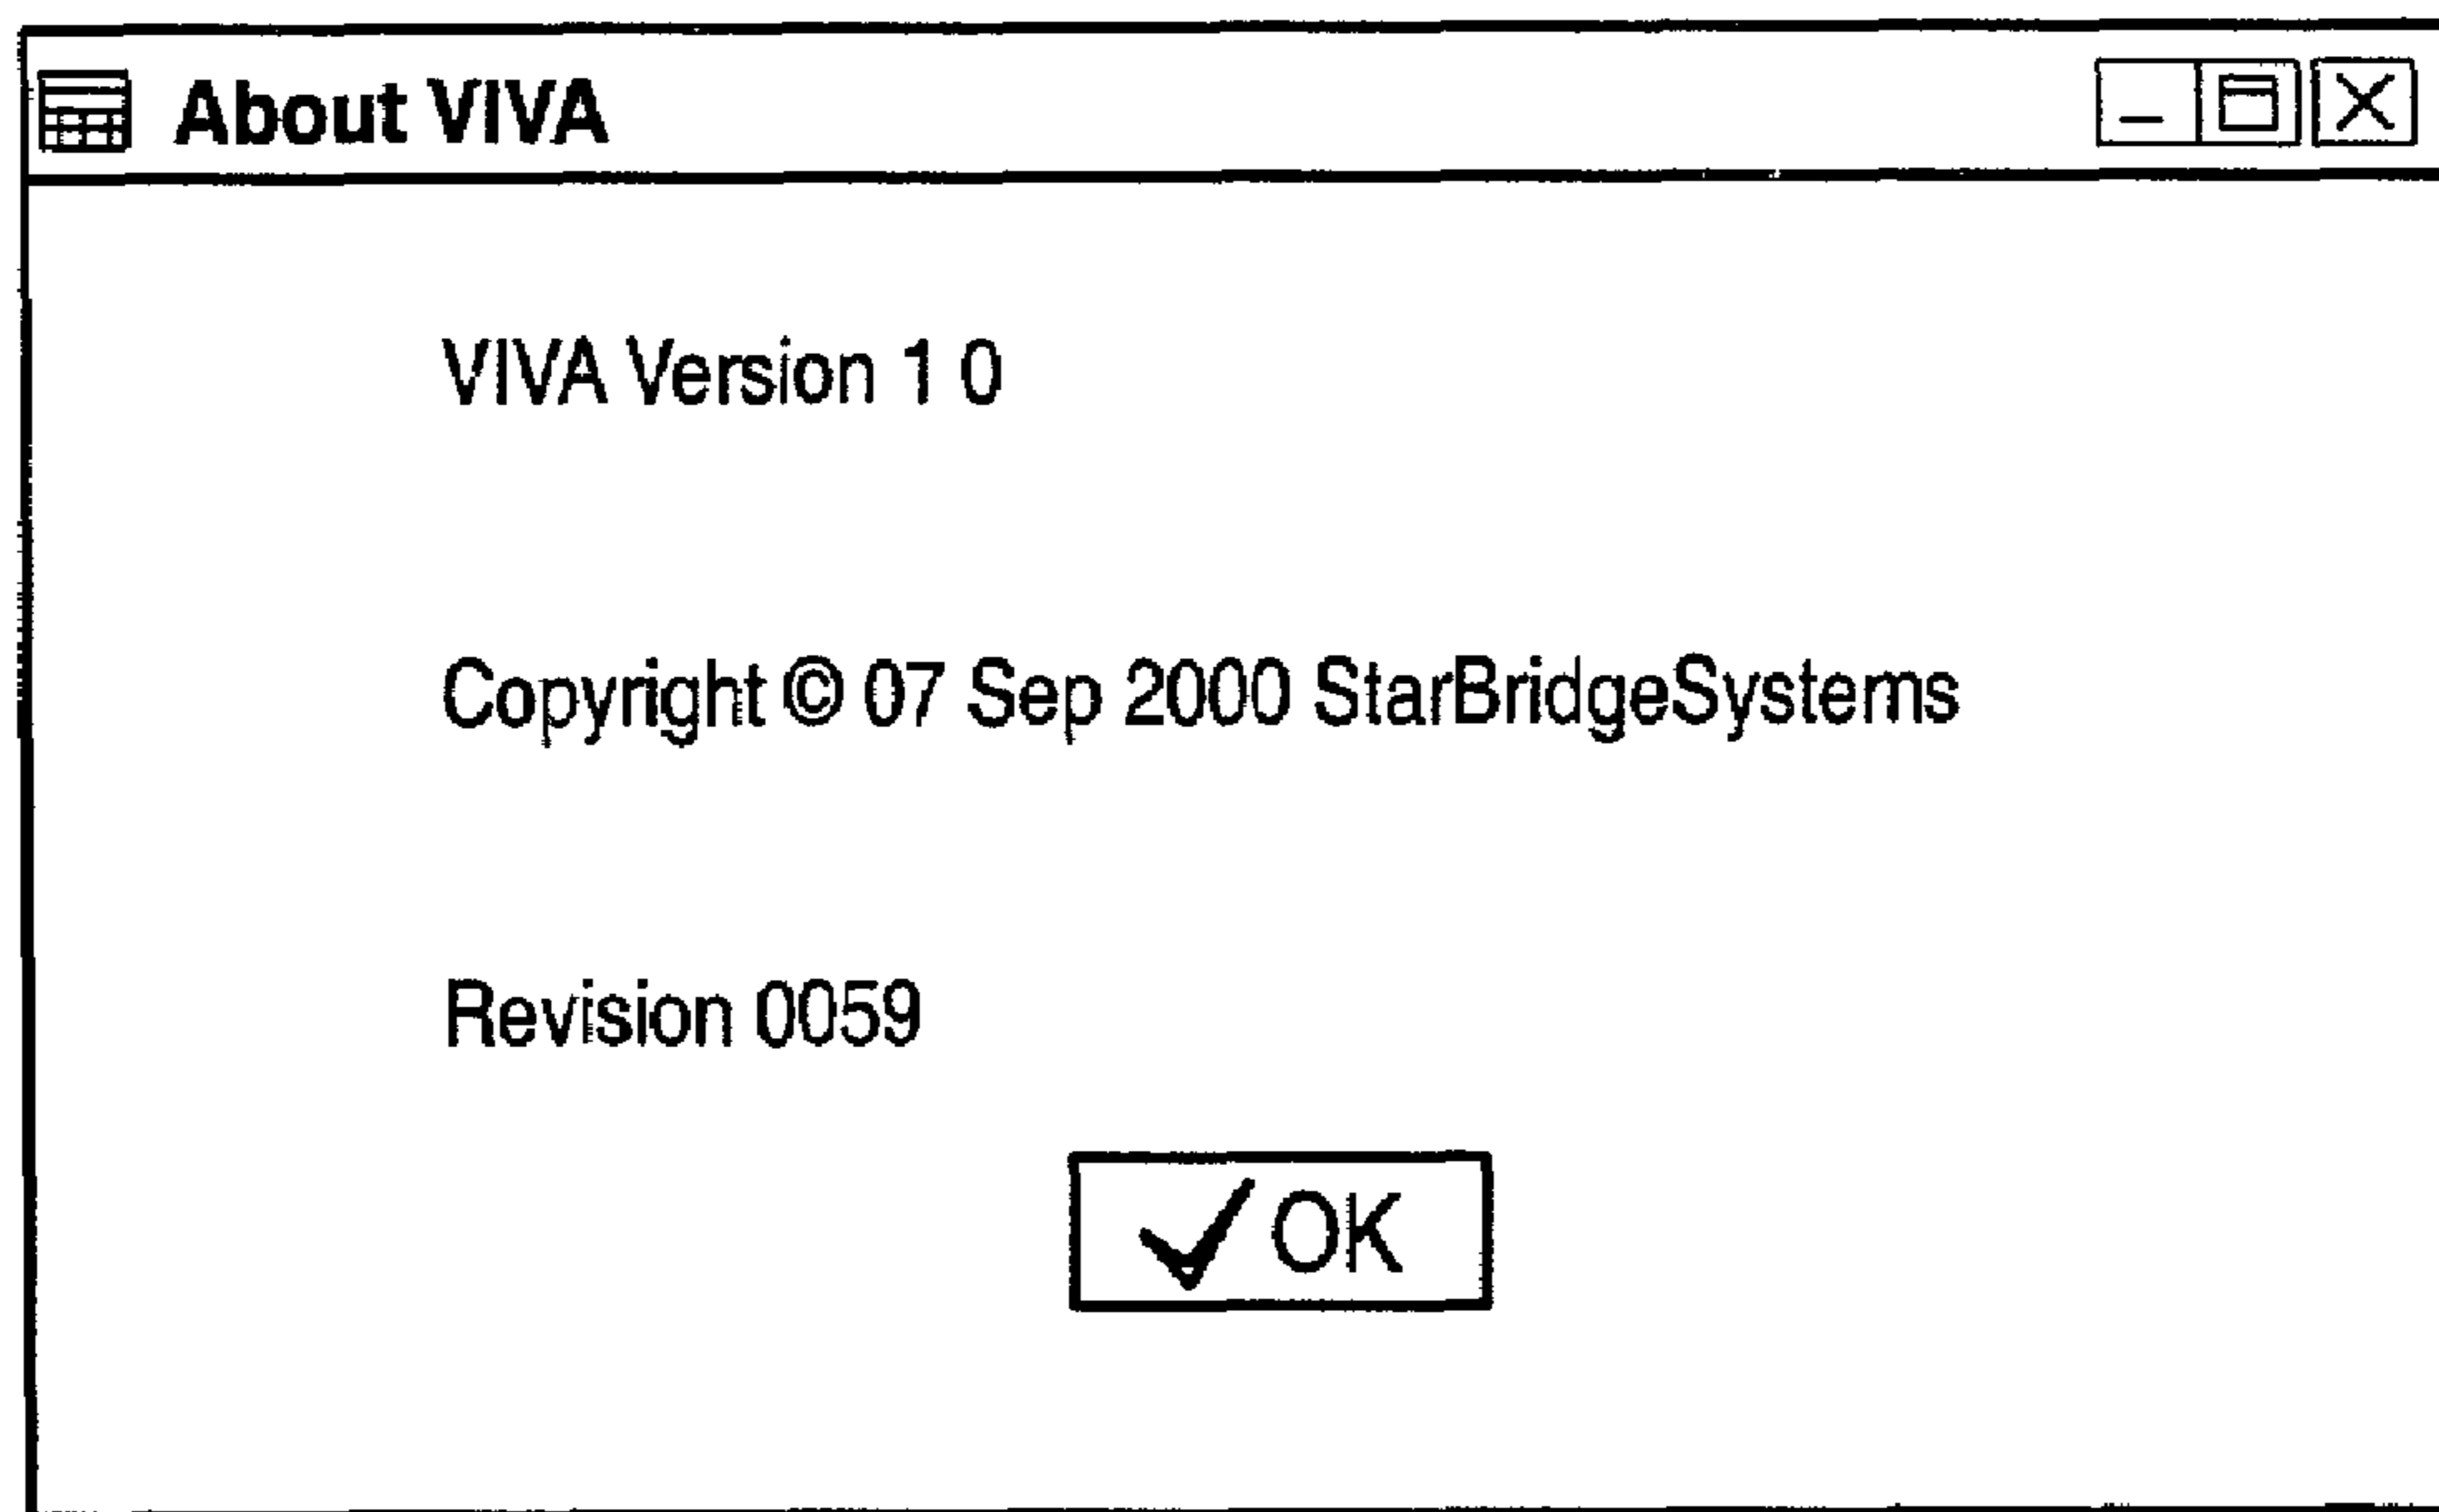 About VIVA
VIVA Version 1 0
Copyright © 07 Sep 2000 StarBridgeSystems
Revision 0059
OK